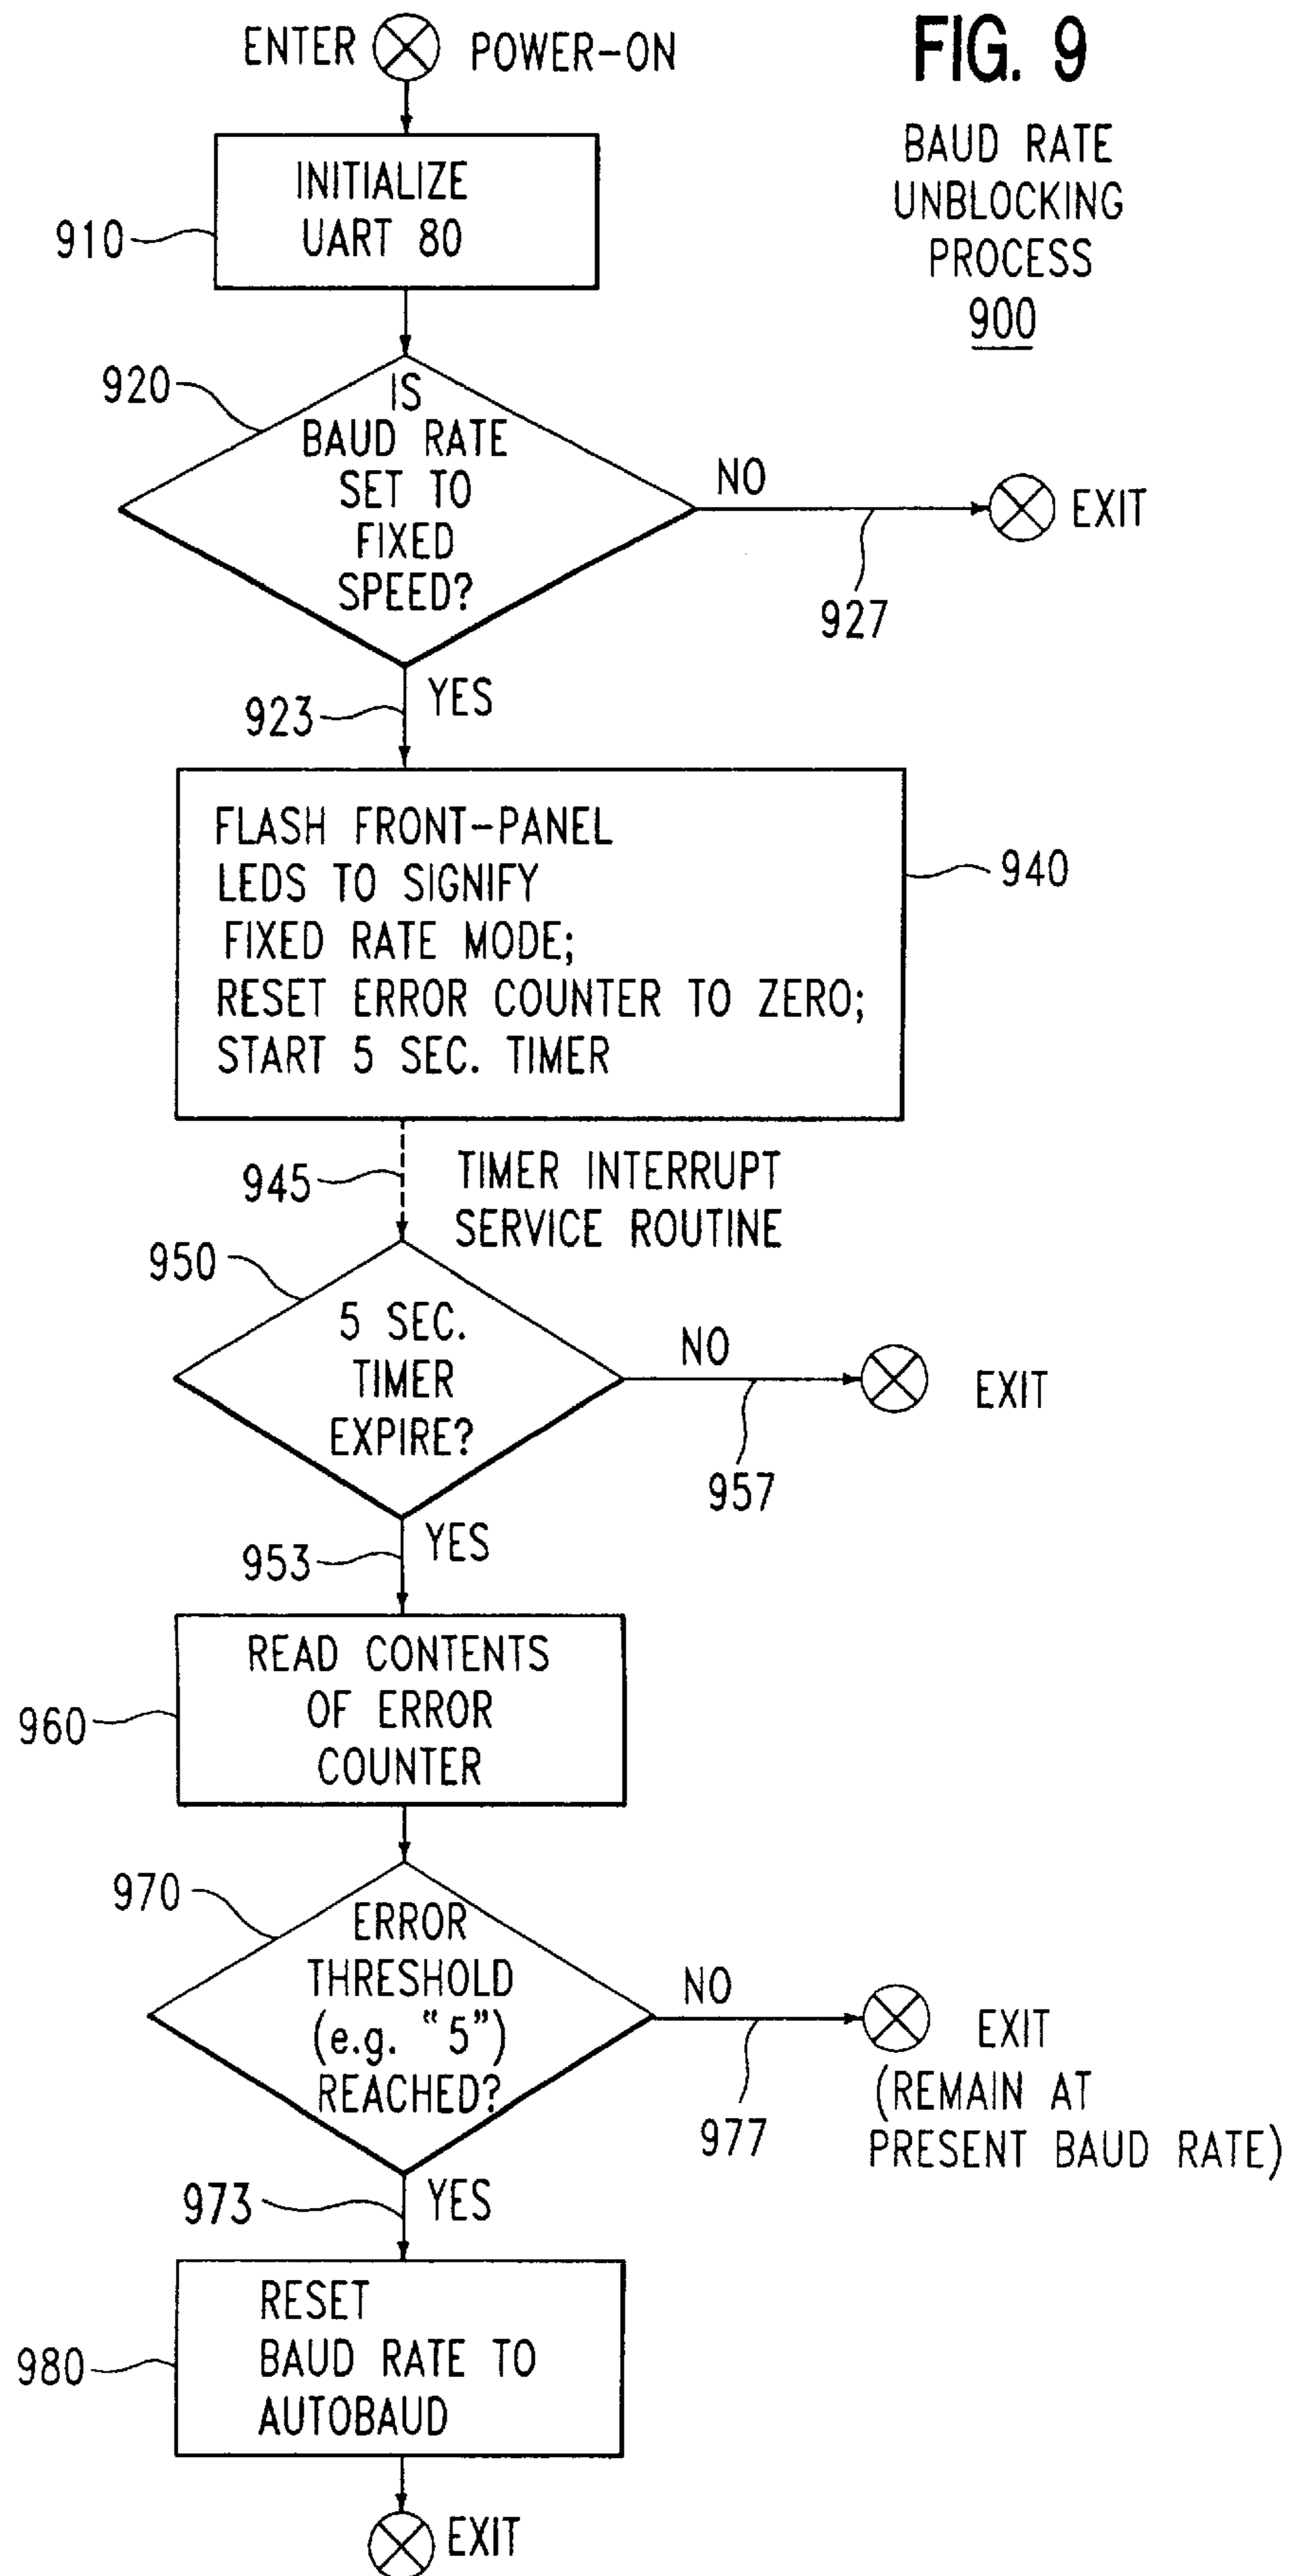 ENTER POWER-ON
FIG. 9
BAUD RATE
UNBLOCKING
PROCESS
900
INITIALIZE
UART 80
910
920
IS
BAUD RATE
SET TO
FIXED
SPEED?
NO
EXIT
927
YES
923
FLASH FRONT-PANEL
LEDS TO SIGNIFY
FIXED RATE MODE;
RESET ERROR COUNTER TO ZERO;
START 5 SEC. TIMER
940
945
TIMER INTERRUPT
SERVICE ROUTINE
950
5 SEC.
TIMER
EXPIRE?
NO
EXIT
957
YES
953
READ CONTENTS
OF ERROR
COUNTER
960
970
ERROR
THRESHOLD
(e.g. "5")
REACHED?
NO
EXIT
(REMAIN AT
PRESENT BAUD RATE)
977
973
YES
RESET
BAUD RATE TO
AUTOBAUD
980
EXIT